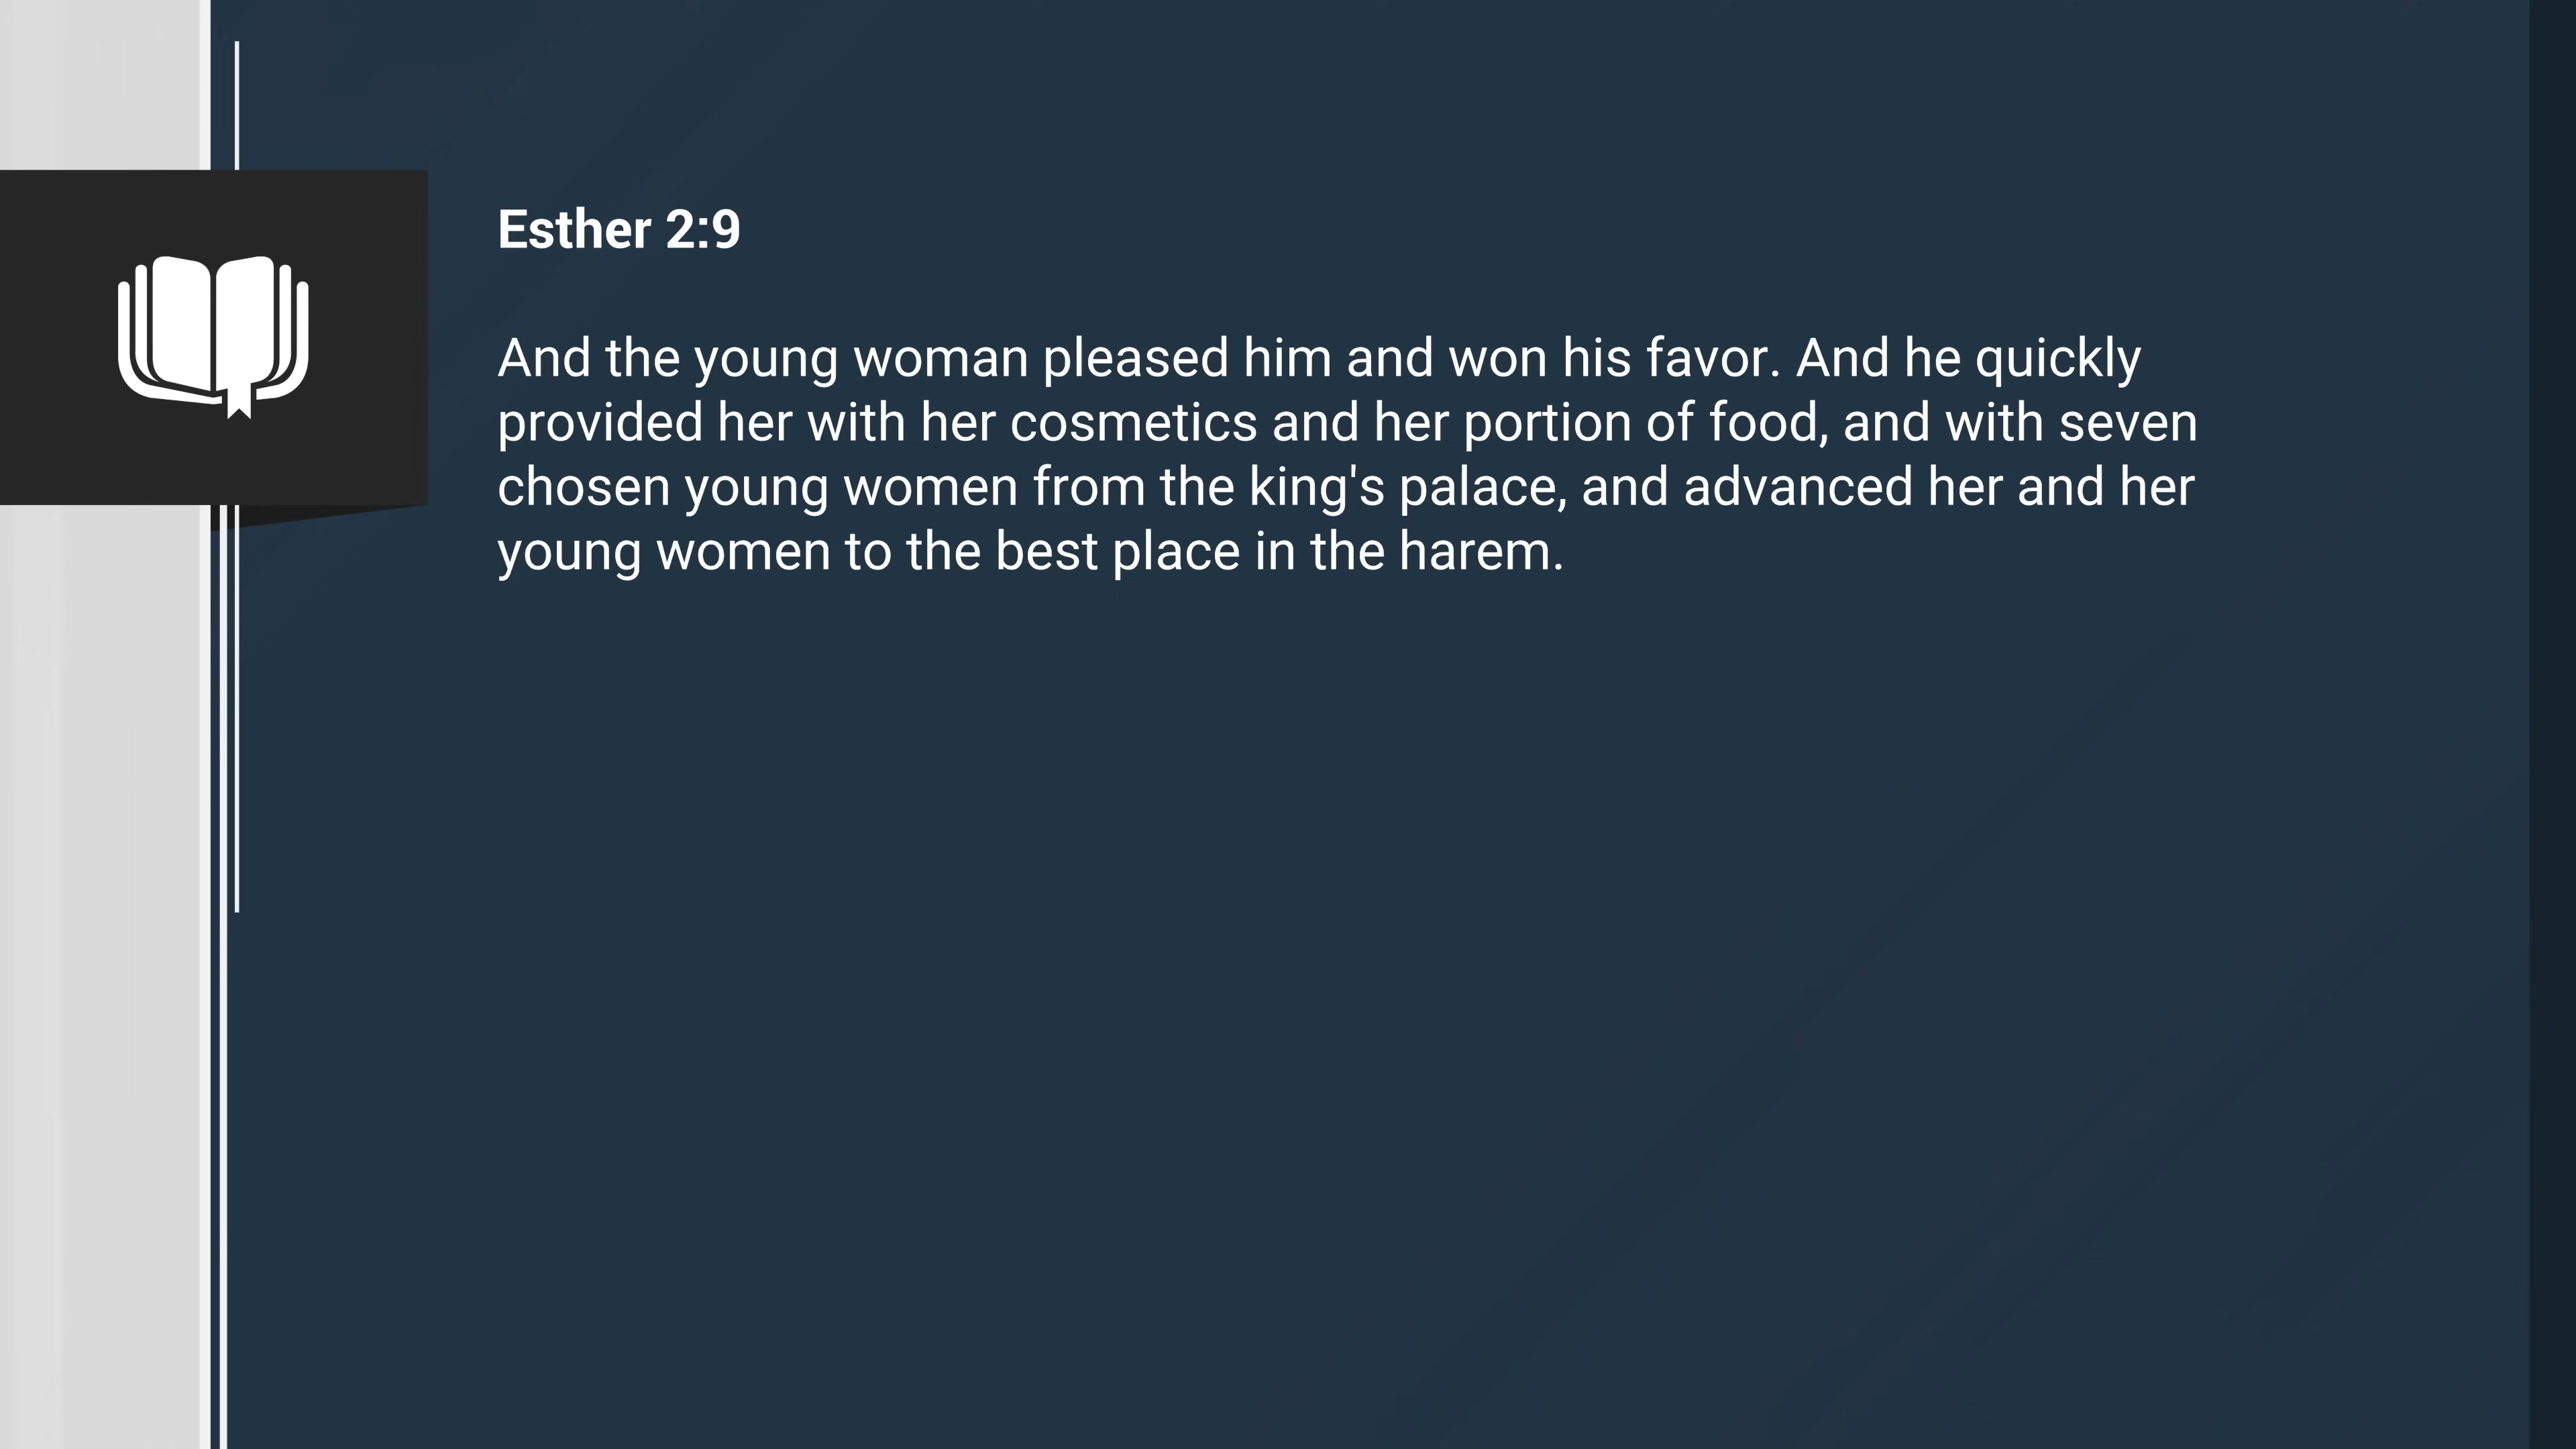 Esther 2:9
And the young woman pleased him and won his favor. And he quickly
provided her with her cosmetics and her portion of food, and with seven
chosen young women from the king's palace, and advanced her and her
young women to the best place in the harem.